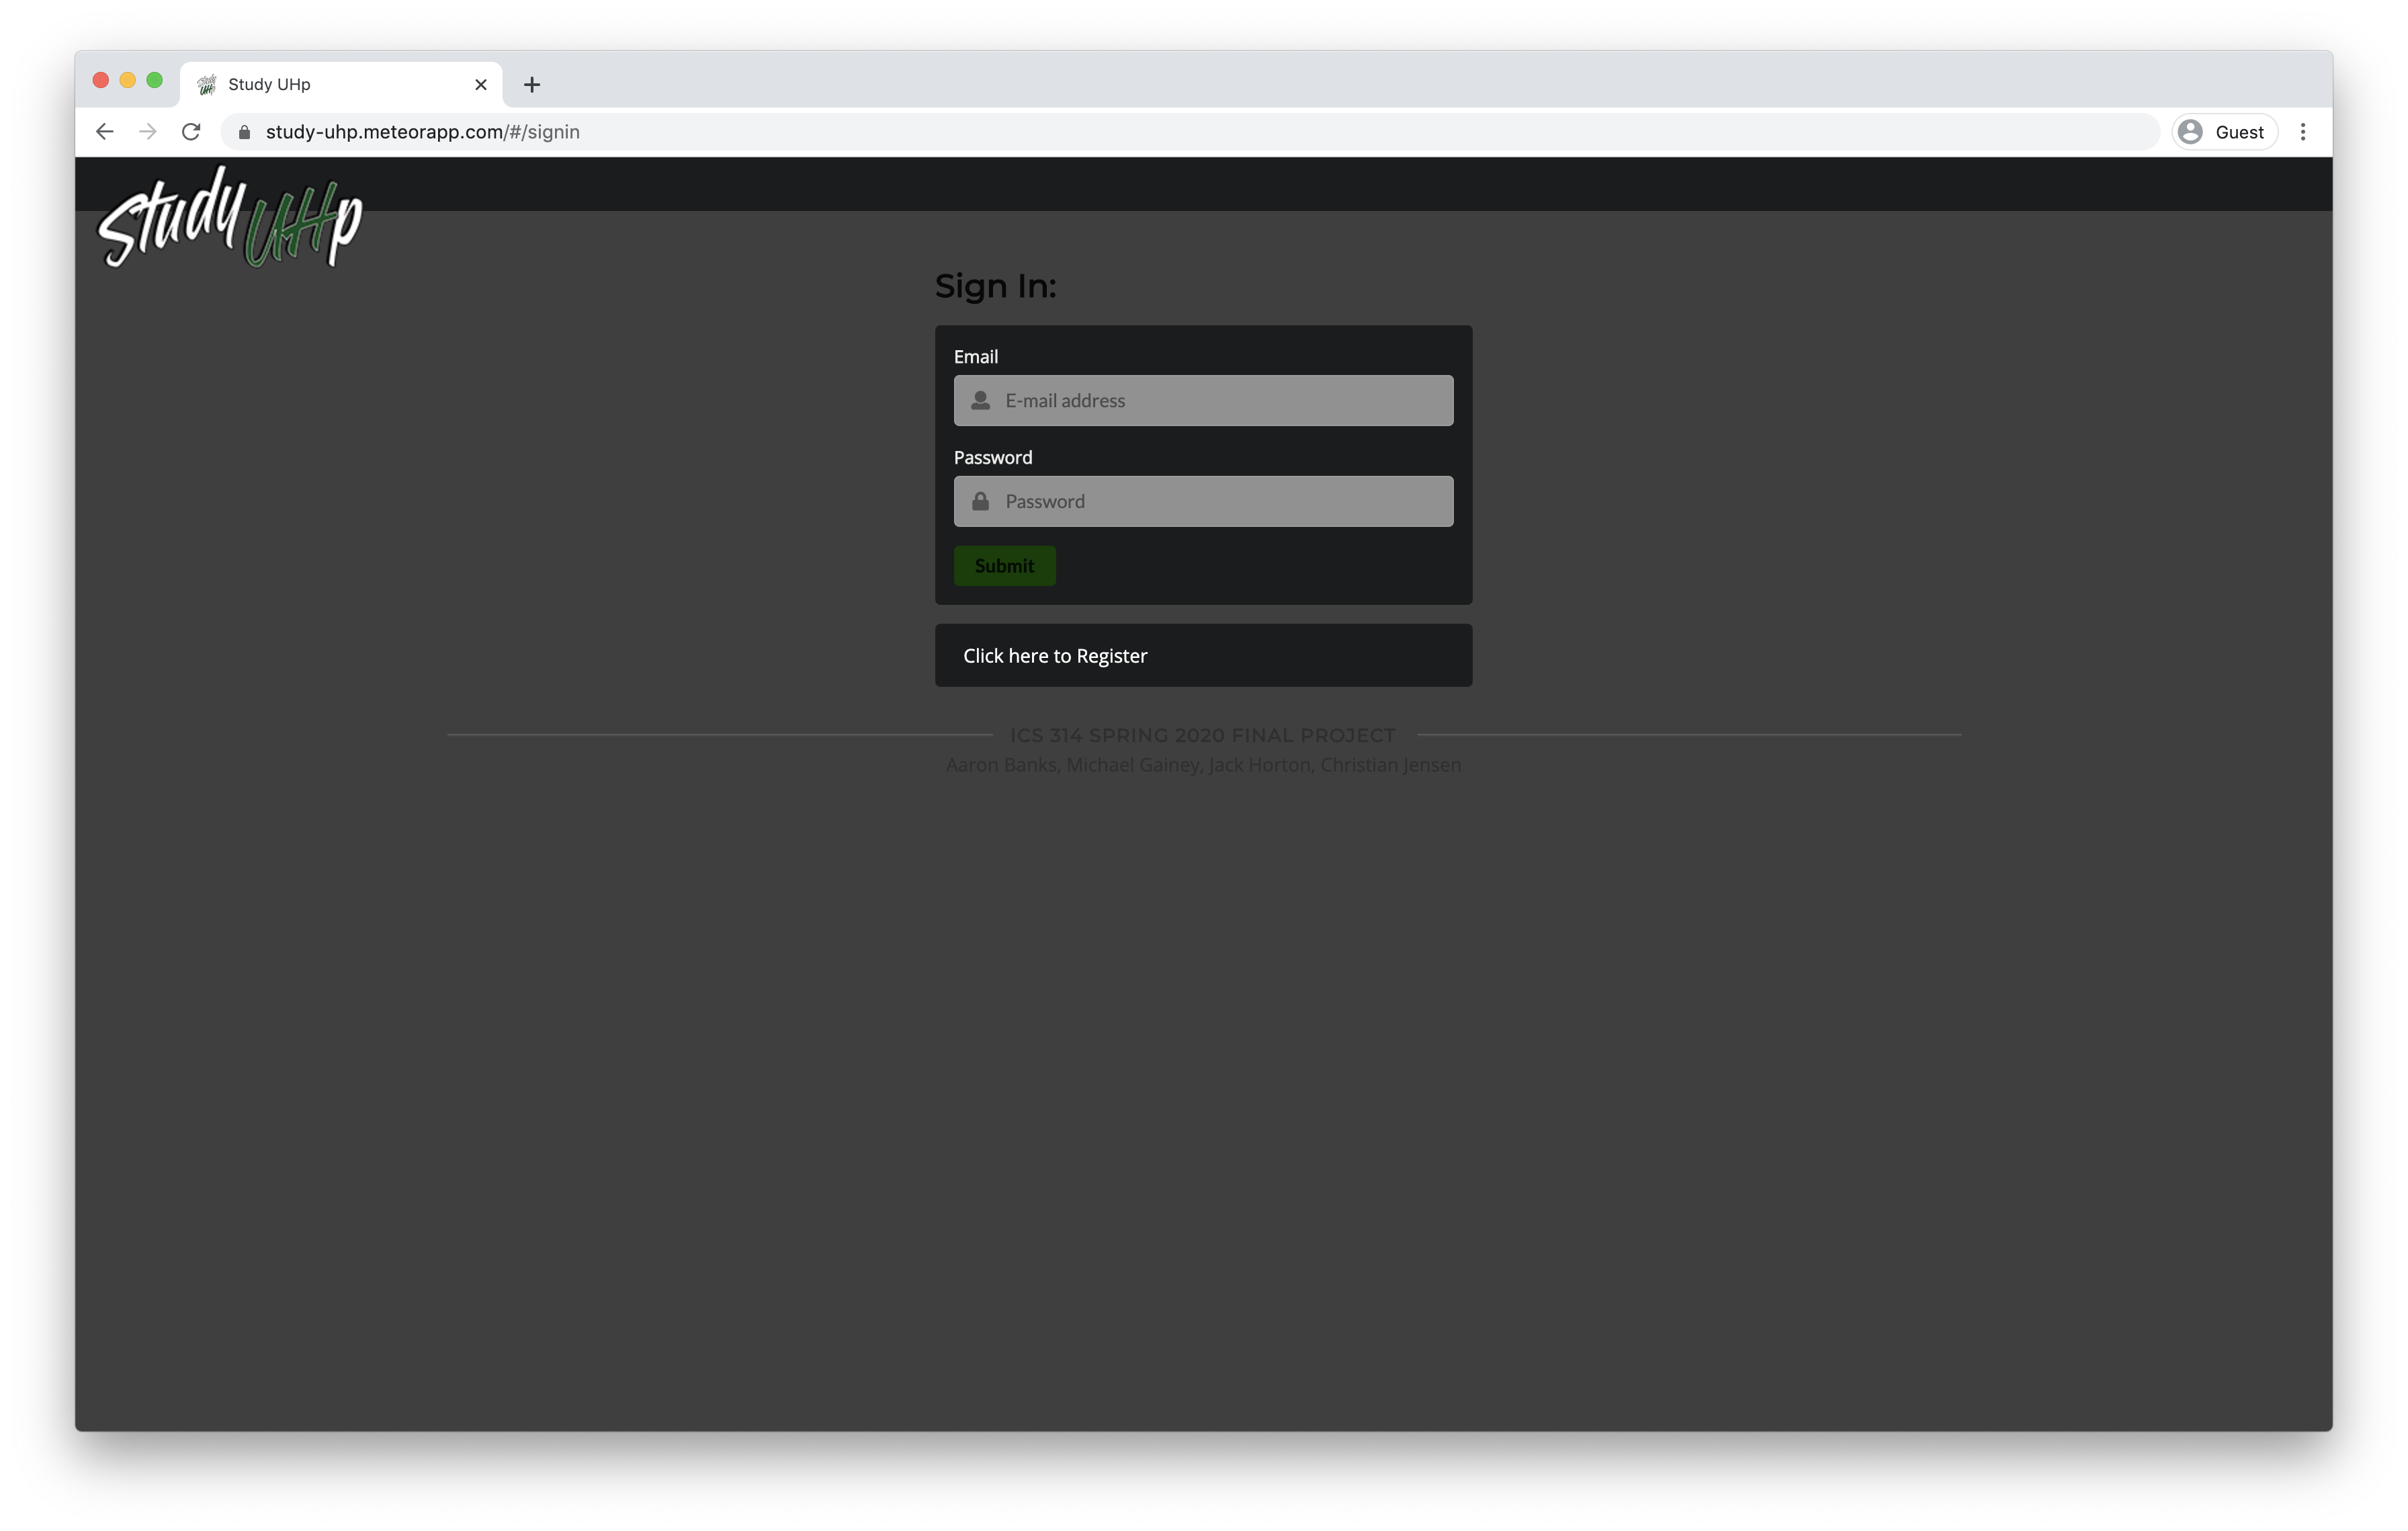 Study UHp
study-uhp.meteorapp.com/#/signin
Guest
Study UHp
Sign In:
Email
E-mail address
Password
Password
Submit
Click here to Register
ICS 314 SPRING 2020 FINAL PROJECT
Aaron Banks, Michael Gainey, Jack Horton, Christian Jensen